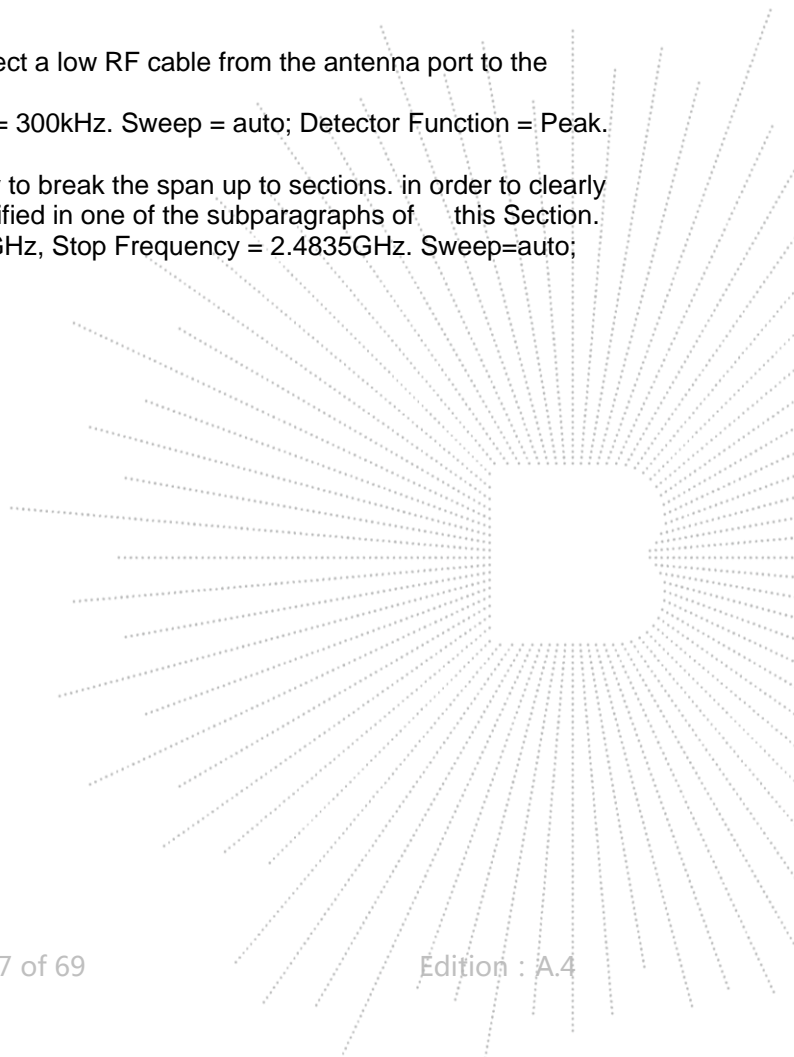 ect a low RF cable from the antenna port to the
= 300kHz. Sweep = auto; Detector Function = Peak.
to break the span up to sections. in order to clearly
ified in one of the subparagraphs of this Section.
Hz, Stop Frequency = 2.4835GHz. Sweep=auto;
7 of 69 Edition : A.4